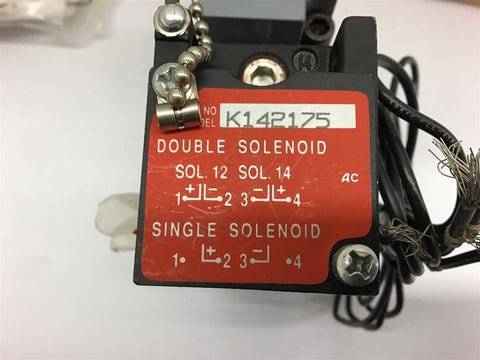 NO
DEL K142175
DOUBLE SOLENOID
SOL. 12 SOL. 14
AC
1 + - 2 3 - + 4
SINGLE SOLENOID
1 + 2 3 - 4